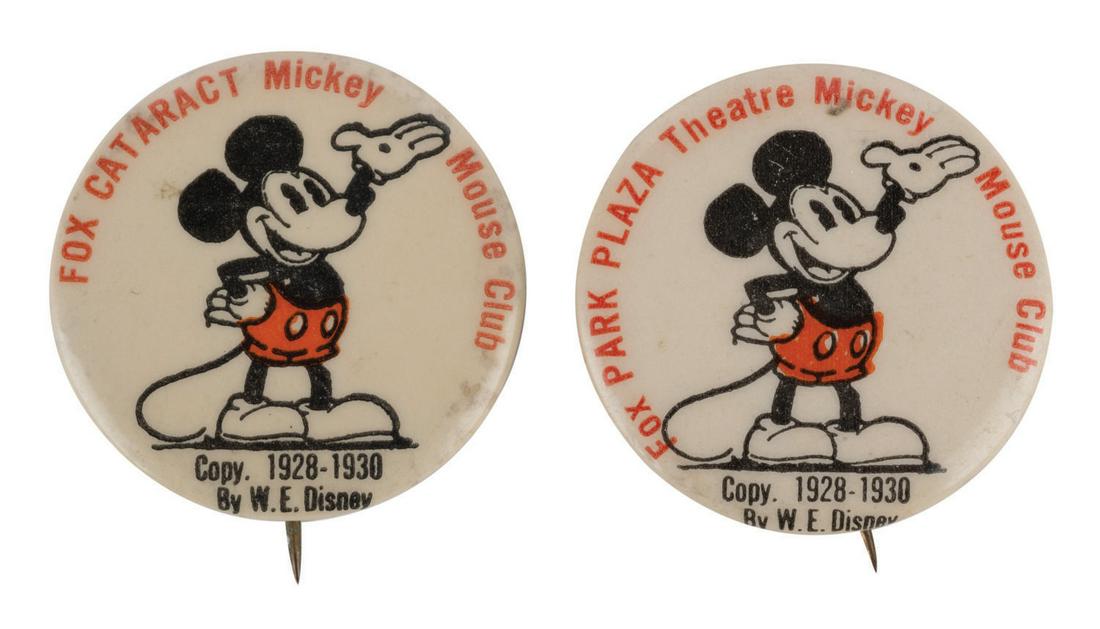 FOX CATARACT Mickey Mouse Club
Copy. 1928-1930
By W.E. Disney
FOX PARK PLAZA Theatre Mickey Mouse Club
Copy. 1928-1930
By W.E. Disney